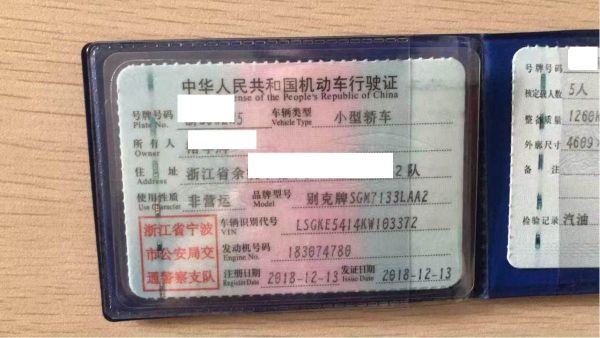 中华人民共和国机动车行驶证
ense of the People's Republic of China
号牌号码
Plate No.
5
车辆类型
Vehicle Type
小型轿车
所有人
Owner
住址
Address
浙江省余
2队
使用性质
Use Character
非营运
品牌型号
Model
别克牌SGM7133LAA2
浙江省宁波
市公安局交
通警察支队
车辆识别代号
VIN
LSGKE5414KW103372
发动机号码
Engine No.
183074780
注册日期
Register Date
2018-12-13
发证日期
Issue Date
2018-12-13
号牌号码
核定载人数
5人
整备质量
1260k
外廓尺寸
4609
备注
检验记录
汽油